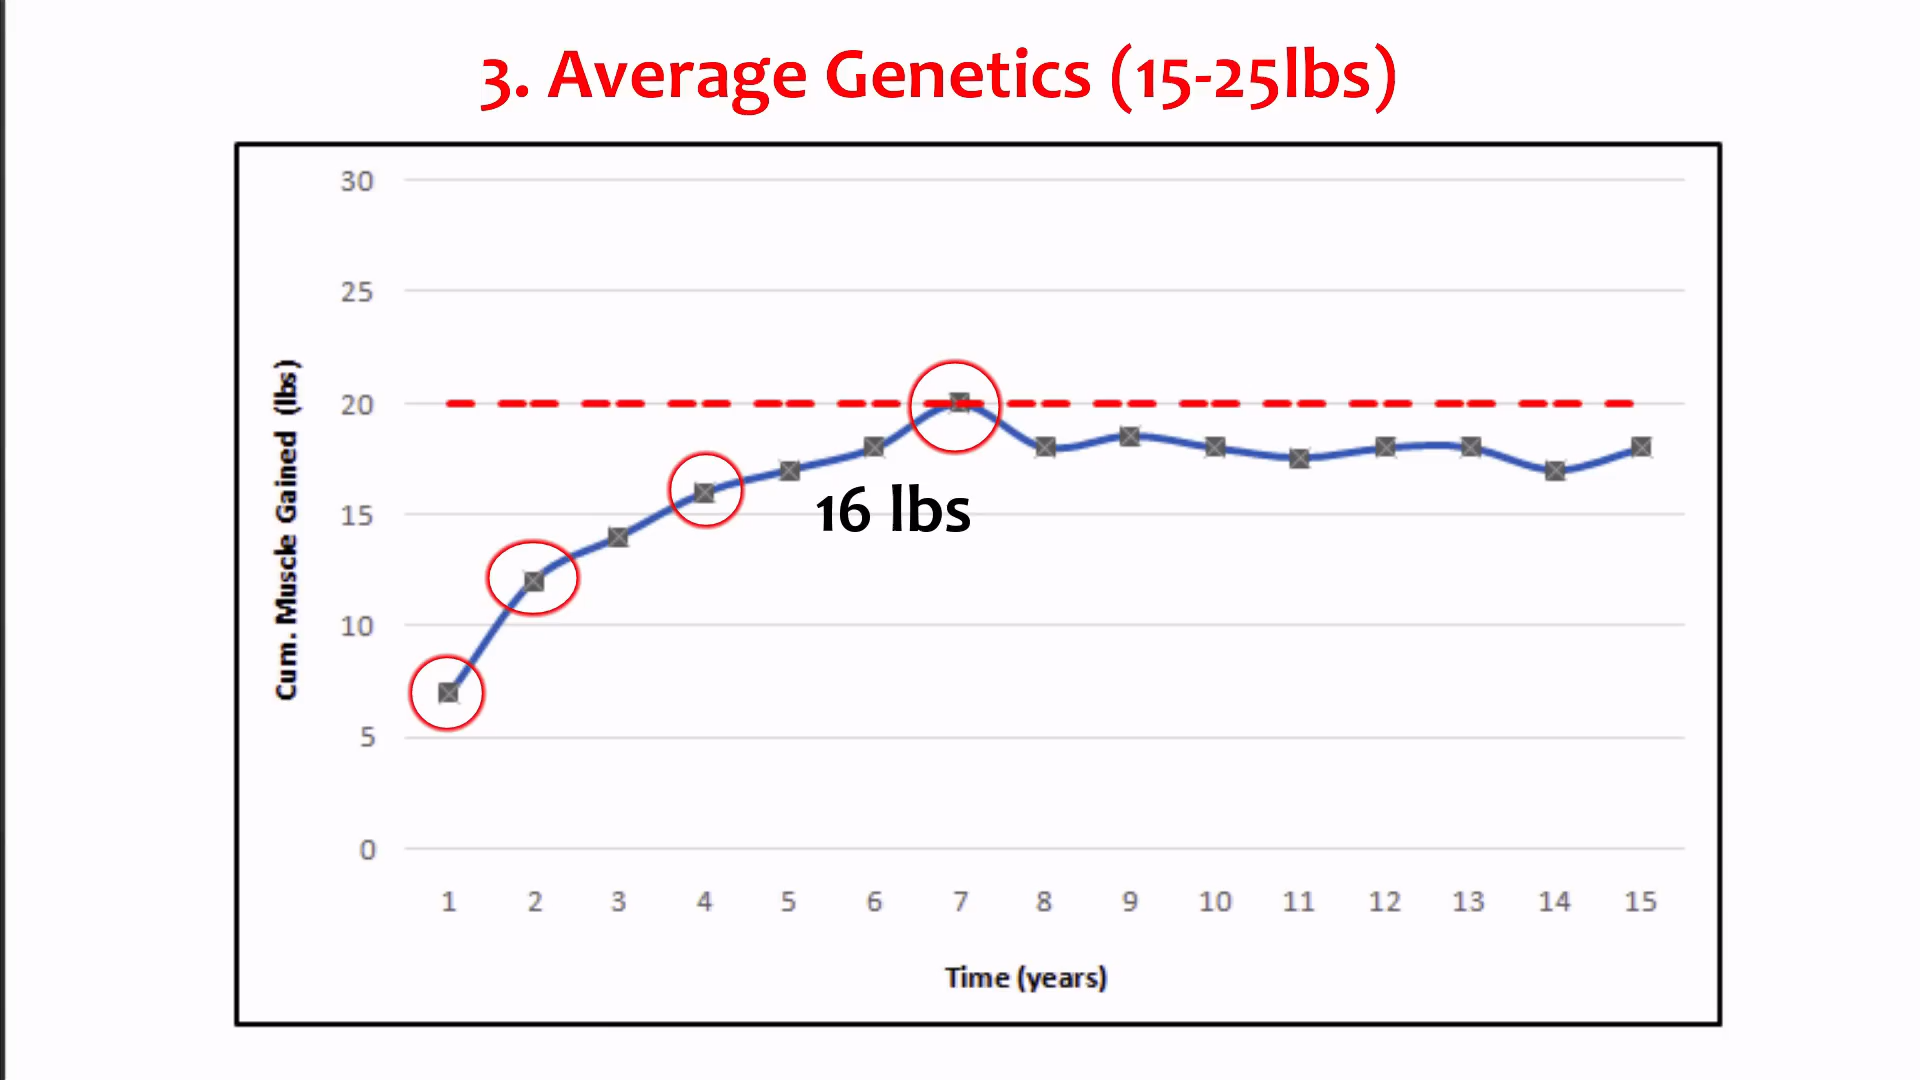 3. Average Genetics (15-25lbs)
30
25
20
15
10
5
0
Cum. Muscle Gained (lbs)
16 lbs
1 2 3 4 5 6 7 8 9 10 11 12 13 14 15
Time (years)